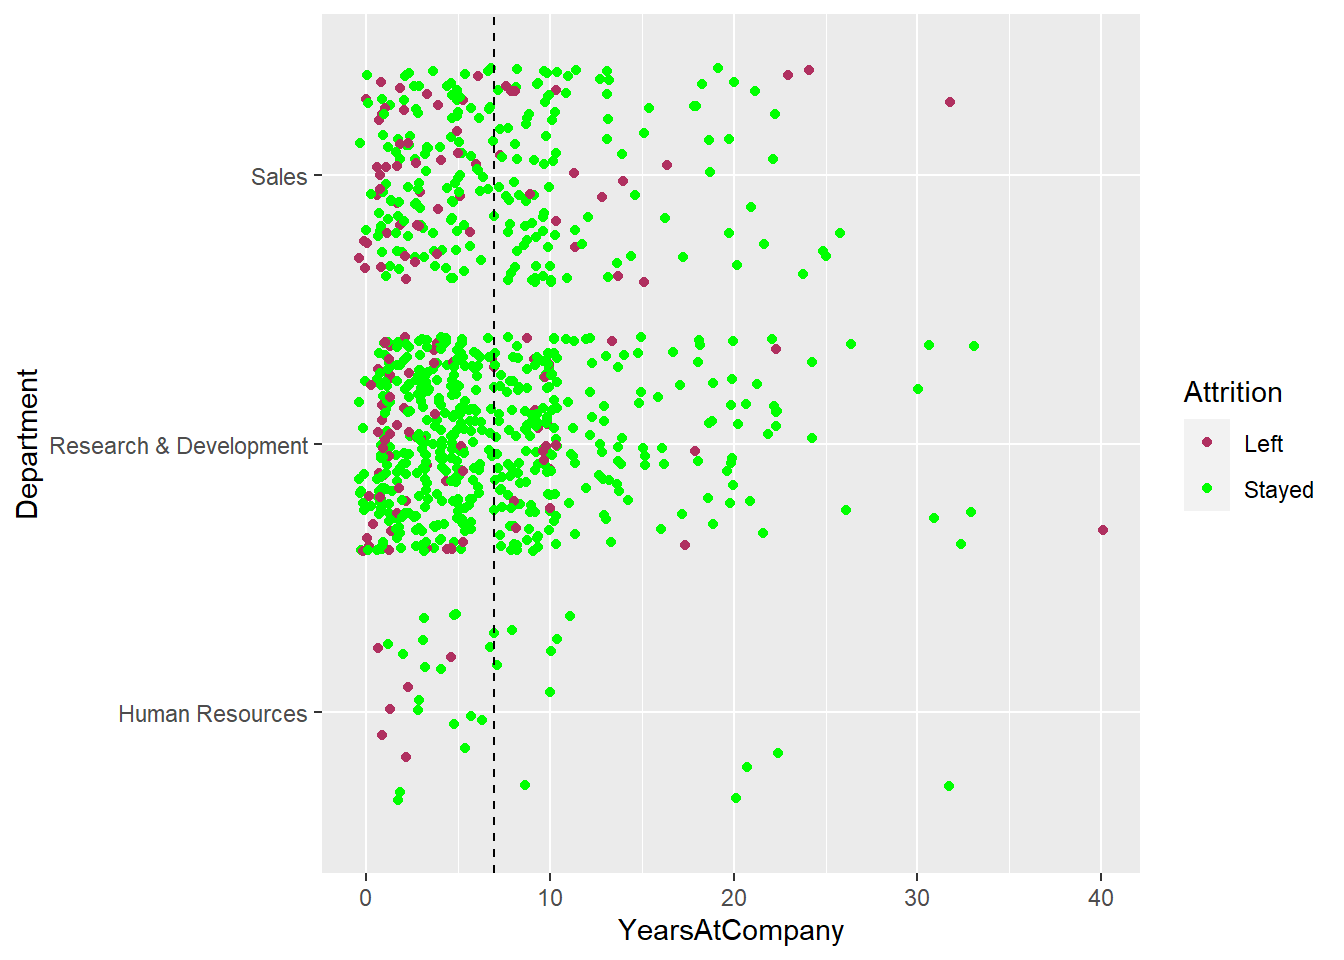 Sales
Research & Development
Human Resources
Department
0 10 20 30 40
YearsAtCompany
Attrition
Left
Stayed